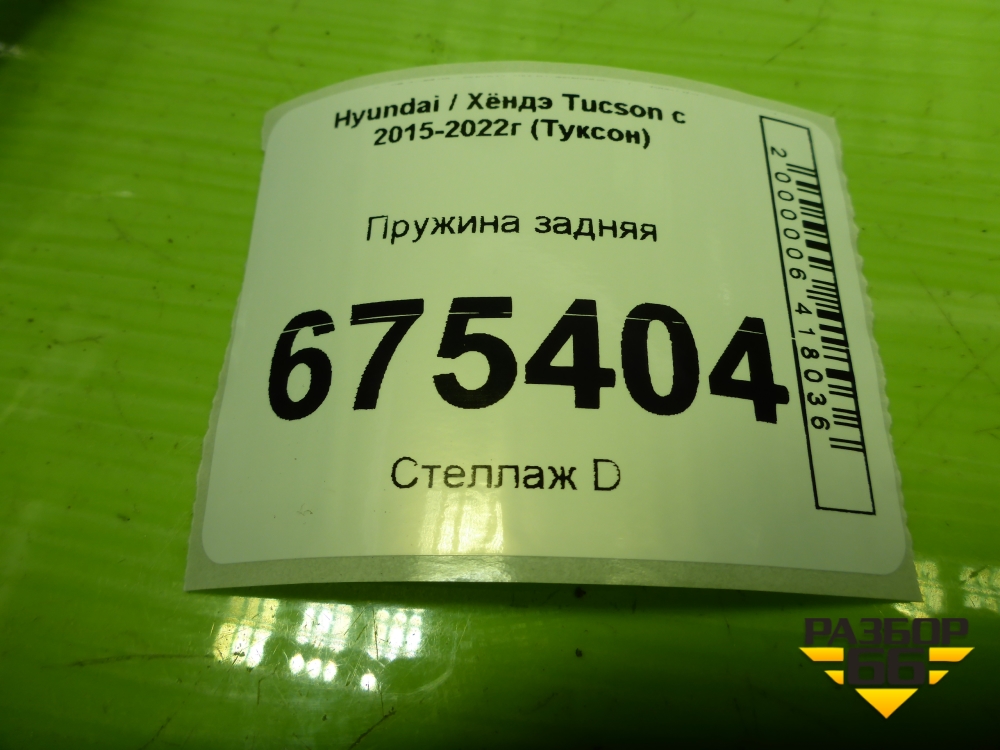 Hyundai / Хёндэ Tucson с
2015-2022г (Туксон)
Пружина задняя
675404
Стеллаж D
2000006418036
РАЗБОР
66